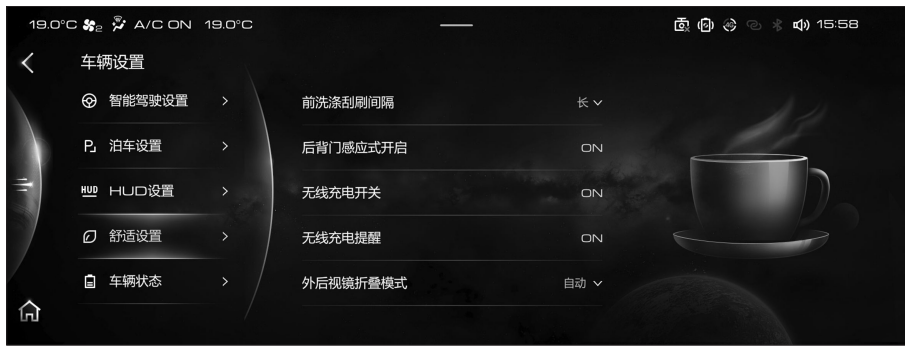 19.0°C 2 A/C ON 19.0°C 4G 15:58
车辆设置
智能驾驶设置
泊车设置
HUD HUD设置
舒适设置
车辆状态
前洗涤刮刷间隔 长
后背门感应式开启 ON
无线充电开关 ON
无线充电提醒 ON
外后视镜折叠模式 自动